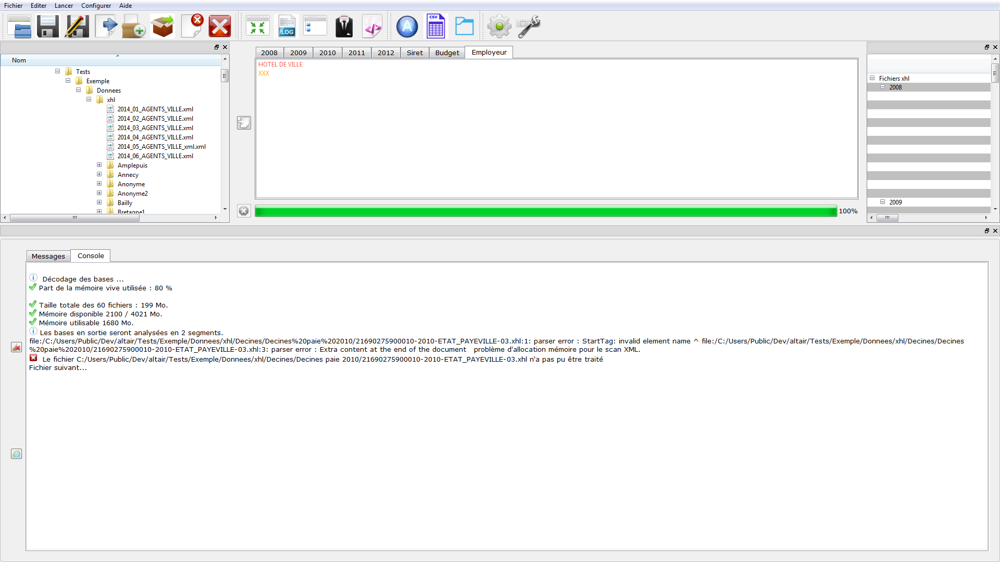 Fichier Editer Lancer Configurer Aide
LOG
A
CSV
Nom
Tests
Exemple
Donnees
xhl
2014_01_AGENTS_VILLE.xml
2014_02_AGENTS_VILLE.xml
2014_03_AGENTS_VILLE.xml
2014_04_AGENTS_VILLE.xml
2014_05_AGENTS_VILLE_xml.xml
2014_06_AGENTS_VILLE.xml
Amplepuis
Annecy
Anonyme
Anonyme2
Bailly
Bretagne1
2008 2009 2010 2011 2012 Siret Budget Employeur
HOTEL DE VILLE
XXX
100%
Fichiers xhl
2008
2009
Messages Console
Décodage des bases ...
Part de la mémoire vive utilisée : 80 %
Taille totale des 60 fichiers : 199 Mo.
Mémoire disponible 2100 / 4021 Mo.
Mémoire utilisable 1680 Mo.
Les bases en sortie seront analysées en 2 segments.
file:/C:/Users/Public/Dev/altair/Tests/Exemple/Donnees/xhl/Decines/Decines%20paie%202010/21690275900010-2010-ETAT_PAYEVILLE-03.xhl:1: parser error : StartTag: invalid element name ^ file:/C:/Users/Public/Dev/altair/Tests/Exemple/Donnees/xhl/Decines/Decines
%20paie%202010/21690275900010-2010-ETAT_PAYEVILLE-03.xhl:3: parser error : Extra content at the end of the document problème d'allocation mémoire pour le scan XML.
Le fichier C:/Users/Public/Dev/altair/Tests/Exemple/Donnees/xhl/Decines/Decines paie 2010/21690275900010-2010-ETAT_PAYEVILLE-03.xhl n'a pas pu être traité
Fichier suivant...